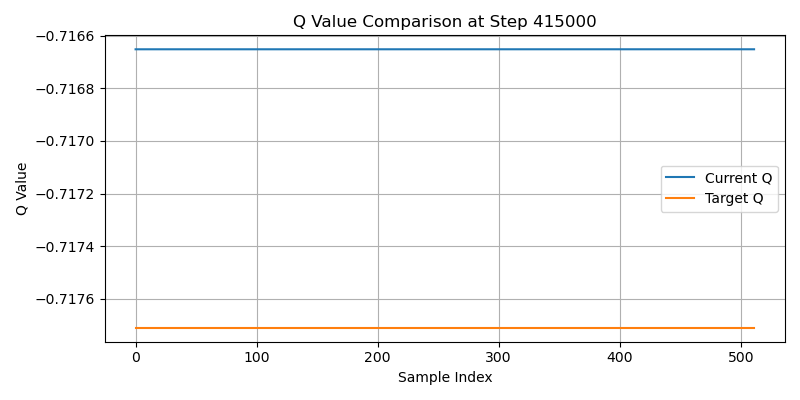 Q Value Comparison at Step 415000
−0.7166
−0.7168
−0.7170
−0.7172
−0.7174
−0.7176
Q Value
Current Q
Target Q
0 100 200 300 400 500
Sample Index